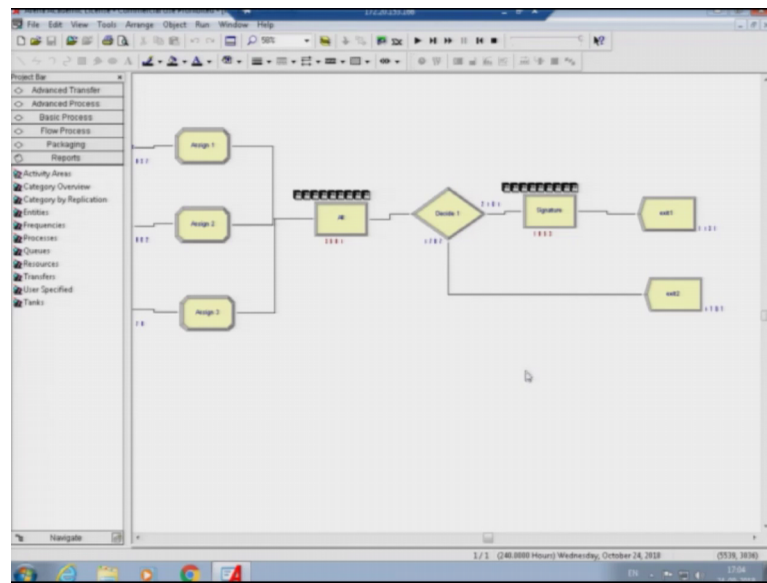 File Edit View Tools Arrange Object Run Window Help
50%
Project Bar
Advanced Transfer
Advanced Process
Basic Process
Flow Process
Packaging
Reports
Activity Areas
Category Overview
Category by Replication
Entities
Frequencies
Processes
Queues
Resources
Transfers
User Specified
Tanks
Navigate
Assign 1
Assign 2
Assign 3
Decide 1
Signature
exit1
exit2
1 / 1 (240.0000 Hours) Wednesday, October 24, 2018 (5539, 3836)
EN
17:04